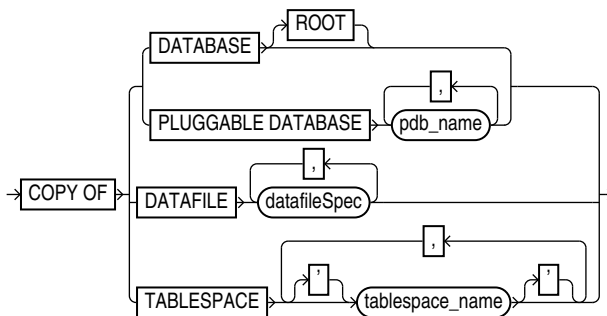 ROOT
DATABASE
,
PLUGGABLE DATABASE pdb_name
COPY OF
,
DATAFILE datafileSpec
,
' '
TABLESPACE tablespace_name